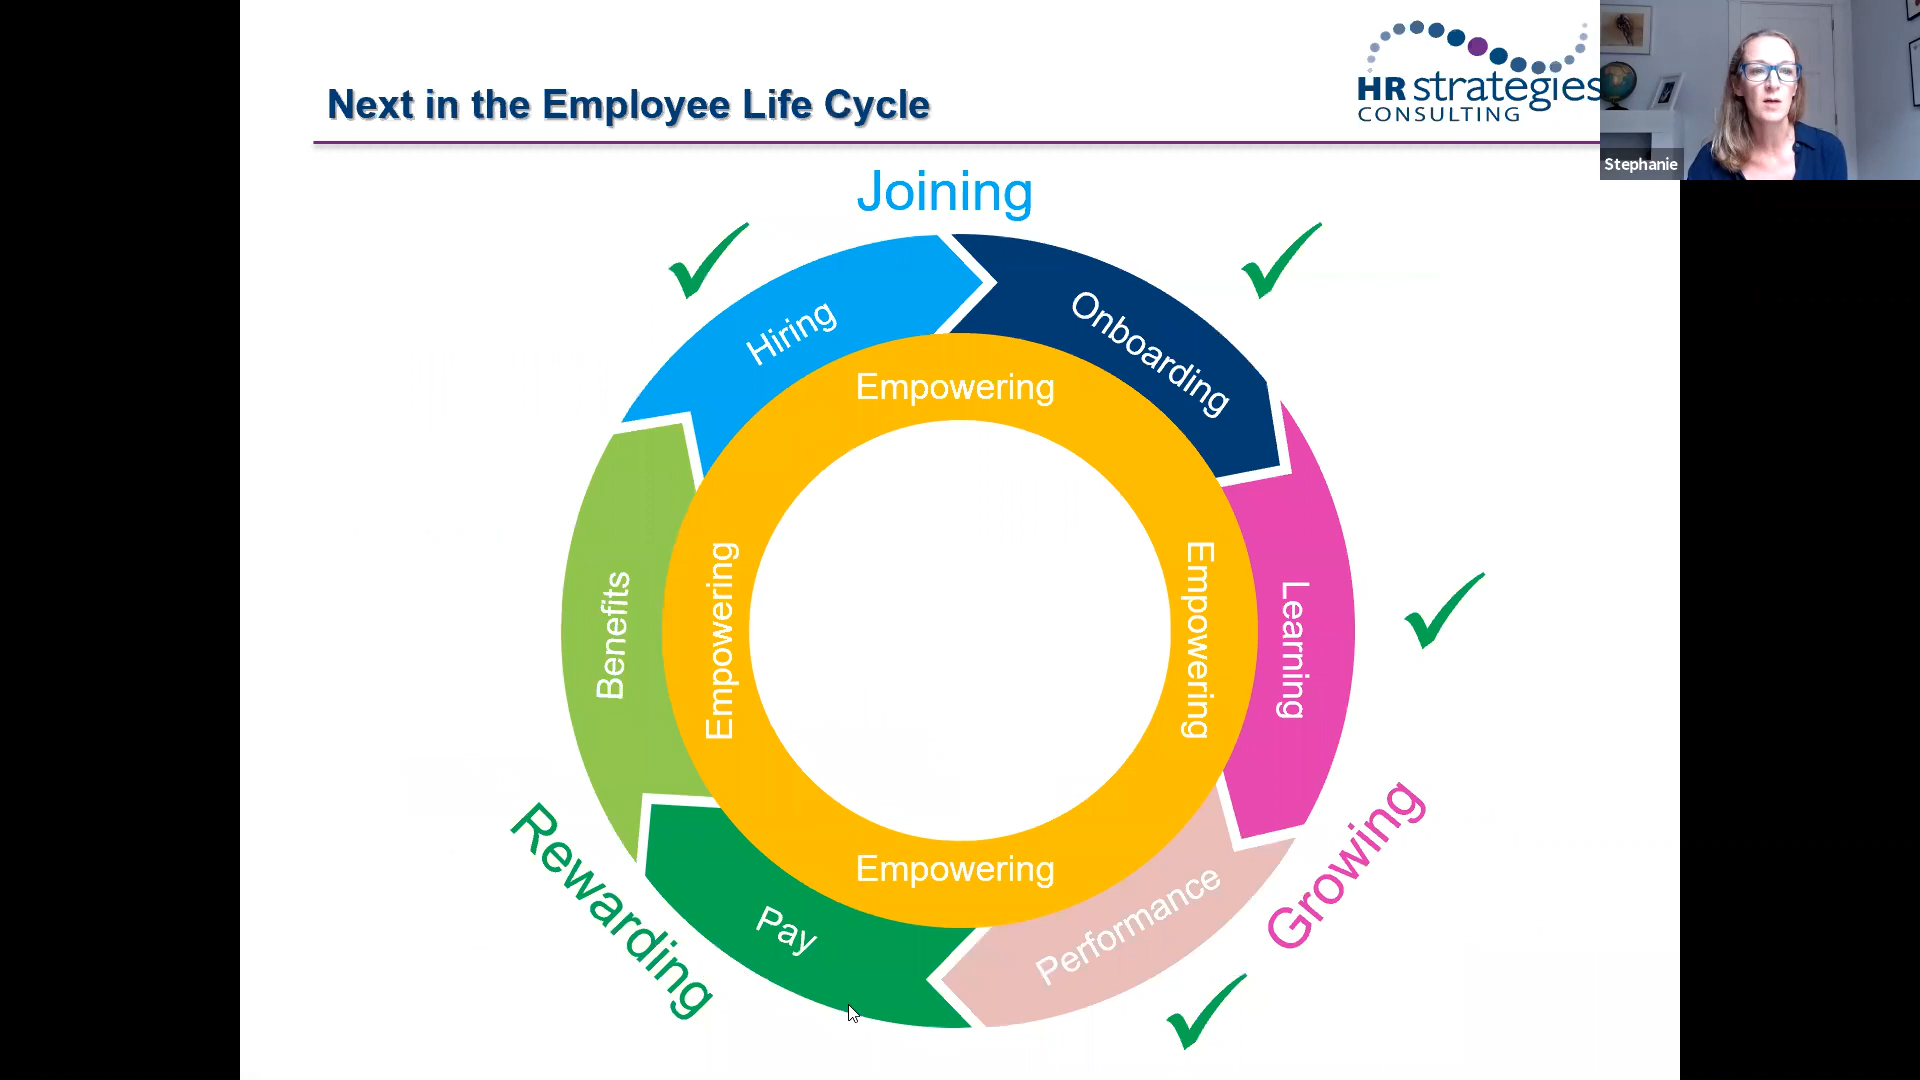 Next in the Employee Life Cycle
HR strategies
CONSULTING
Stephanie
Joining
Hiring
Onboarding
Empowering
Benefits
Empowering
Empowering
Learning
Rewarding
Pay
Empowering
Performance
Growing